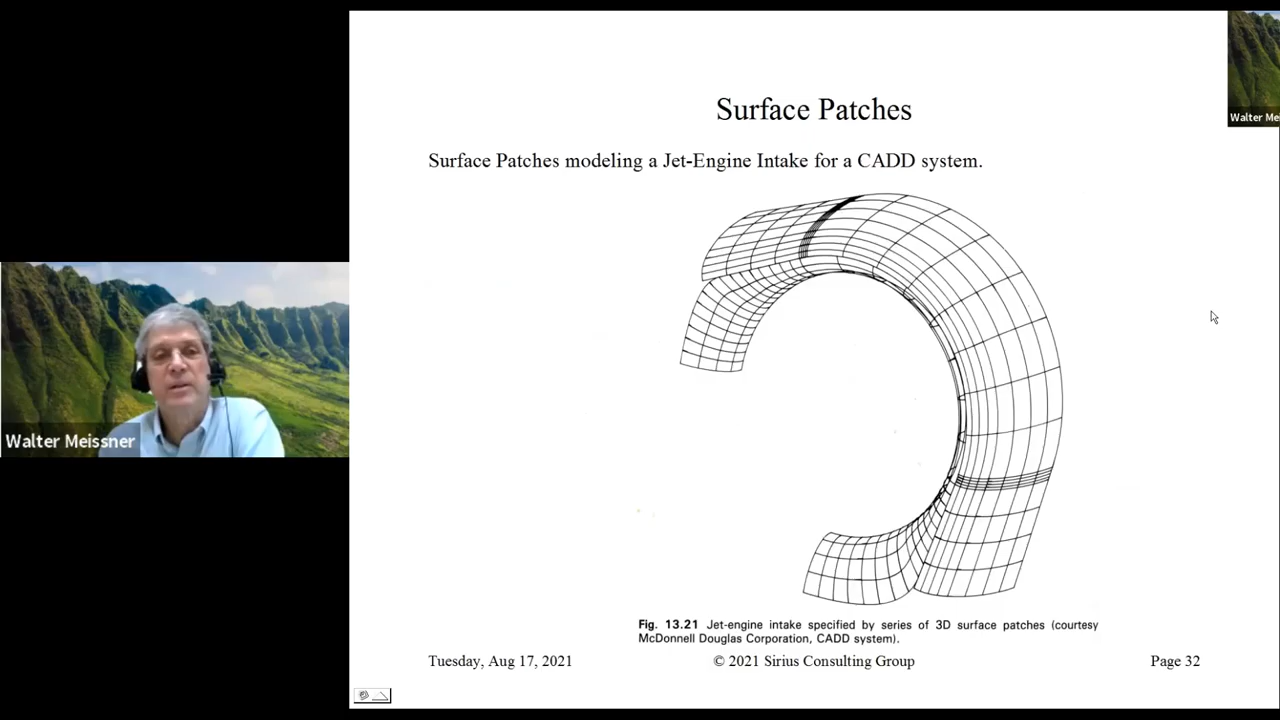 Surface Patches
Walter Mei
Surface Patches modeling a Jet-Engine Intake for a CADD system.
Walter Meissner
Fig. 13.21 Jet-engine intake specified by series of 3D surface patches (courtesy
McDonnell Douglas Corporation, CADD system).
Tuesday, Aug 17, 2021 © 2021 Sirius Consulting Group Page 32